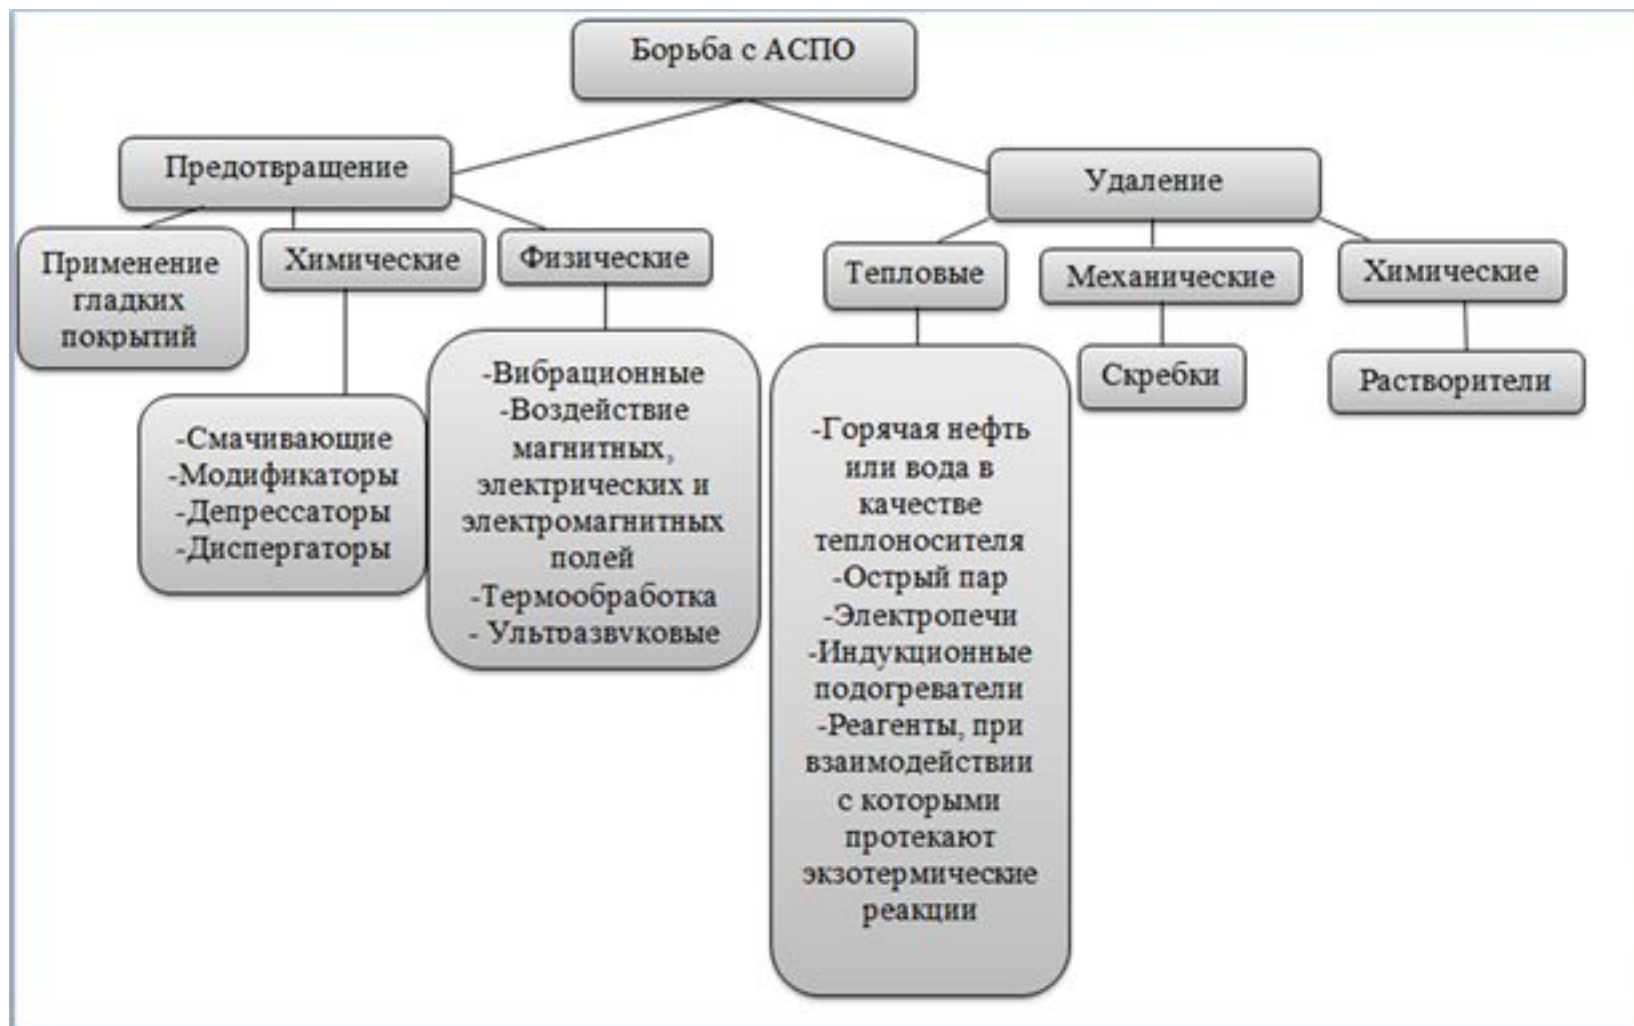 Борьба с АСПО
Предотвращение
Удаление
Применение
гладких
покрытий
Химические
Физические
Тепловые
Механические
Химические
-Смачивающие
-Модификаторы
-Депрессаторы
-Диспергаторы
-Вибрационные
-Воздействие
магнитных,
электрических и
электромагнитных
полей
-Термообработка
- Ультразвуковые
-Горячая нефть
или вода в
качестве
теплоносителя
-Острый пар
-Электропечи
-Индукционные
подогреватели
-Реагенты, при
взаимодействии
с которыми
протекают
экзотермические
реакции
Скребки
Растворители